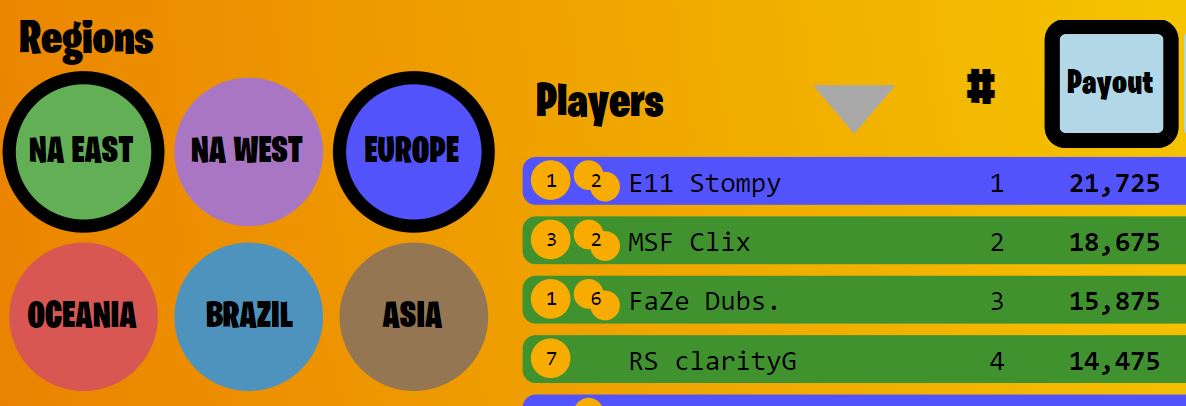 Regions
NA EAST
NA WEST
EUROPE
OCEANIA
BRAZIL
ASIA
Players # Payout
1 2 E11 Stompy 1 21,725
3 2 MSF Clix 2 18,675
1 6 FaZe Dubs. 3 15,875
7 RS clarityG 4 14,475